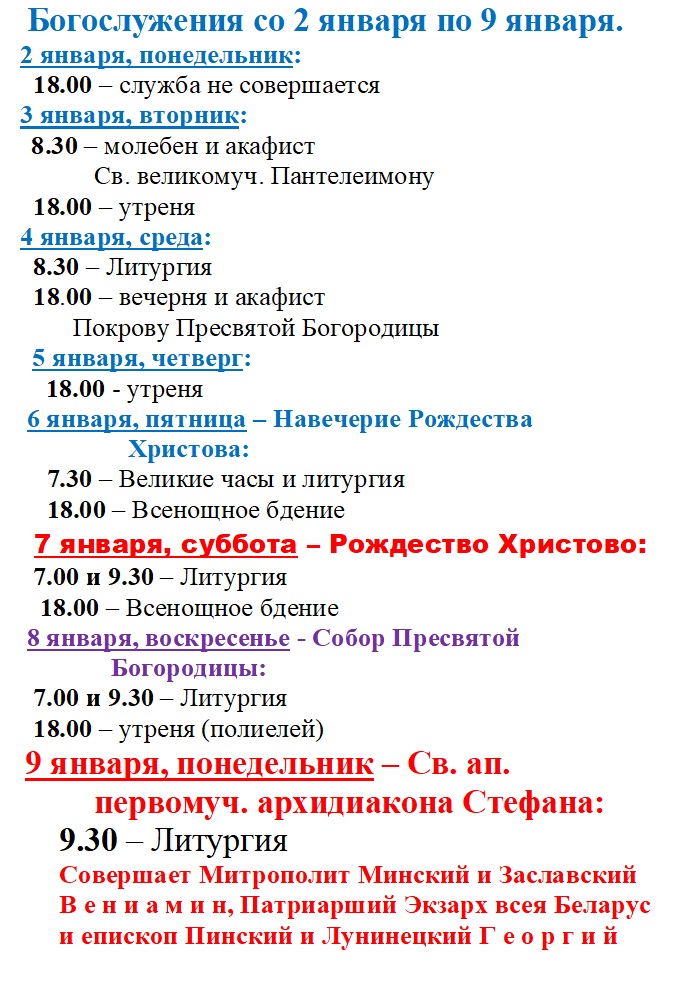 Богослужения со 2 января по 9 января.
2 января, понедельник:
18.00 – служба не совершается
3 января, вторник:
8.30 – молебен и акафист
Св. великомуч. Пантелеимону
18.00 – утреня
4 января, среда:
8.30 – Литургия
18.00 – вечерня и акафист
Покрову Пресвятой Богородицы
5 января, четверг:
18.00 - утреня
6 января, пятница – Навечерие Рождества
Христова:
7.30 – Великие часы и литургия
18.00 – Всенощное бдение
7 января, суббота – Рождество Христово:
7.00 и 9.30 – Литургия
18.00 – Всенощное бдение
8 января, воскресенье - Собор Пресвятой
Богородицы:
7.00 и 9.30 – Литургия
18.00 – утреня (полиелей)
9 января, понедельник – Св. ап.
первомуч. архидиакона Стефана:
9.30 – Литургия
Совершает Митрополит Минский и Заславский
В е н и а м и н, Патриарший Экзарх всея Беларус
и епископ Пинский и Лунинецкий Г е о р г и й